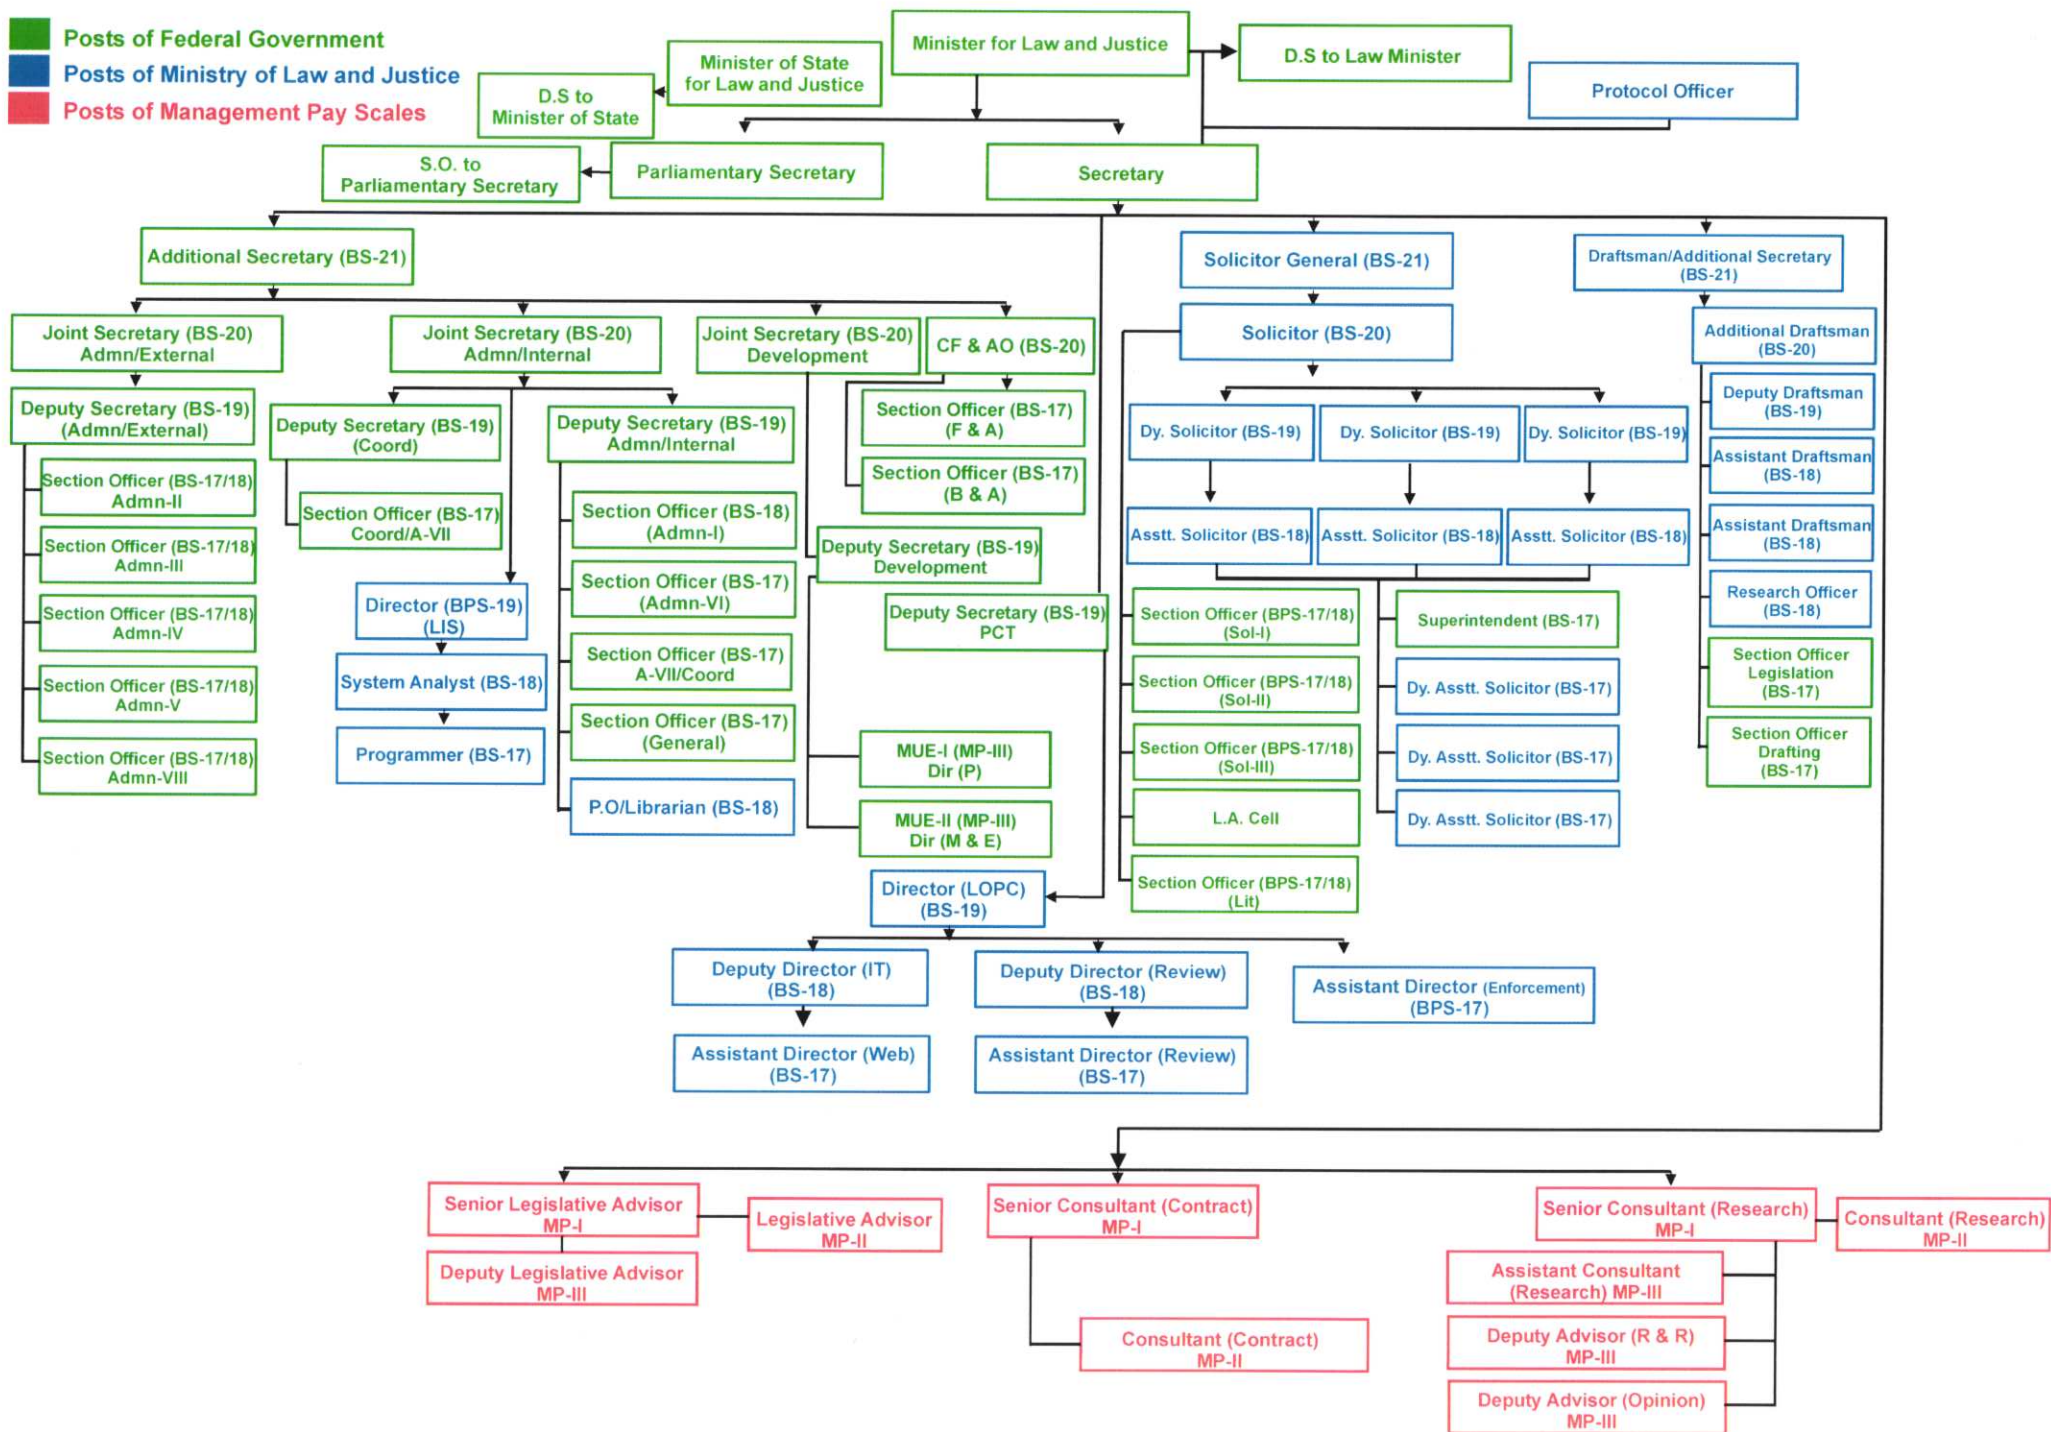 Posts of Federal Government
Posts of Ministry of Law and Justice
Posts of Management Pay Scales
Minister for Law and Justice
D.S to Law Minister
Minister of State
for Law and Justice
D.S to
Minister of State
Protocol Officer
S.O. to
Parliamentary Secretary
Parliamentary Secretary
Secretary
Additional Secretary (BS-21)
Solicitor General (BS-21)
Draftsman/Additional Secretary
(BS-21)
Joint Secretary (BS-20)
Admn/External
Joint Secretary (BS-20)
Admn/Internal
Joint Secretary (BS-20)
Development
CF & AO (BS-20)
Solicitor (BS-20)
Additional Draftsman
(BS-20)
Deputy Secretary (BS-19)
(Admn/External)
Section Officer (BS-17/18)
Admn-II
Section Officer (BS-17/18)
Admn-III
Section Officer (BS-17/18)
Admn-IV
Section Officer (BS-17/18)
Admn-V
Section Officer (BS-17/18)
Admn-VIII
Deputy Secretary (BS-19)
(Coord)
Section Officer (BS-17)
Coord/A-VII
Director (BPS-19)
(LIS)
System Analyst (BS-18)
Programmer (BS-17)
Deputy Secretary (BS-19)
Admn/Internal
Section Officer (BS-18)
(Admn-I)
Section Officer (BS-17)
(Admn-VI)
Section Officer (BS-17)
A-VII/Coord
Section Officer (BS-17)
(General)
P.O/Librarian (BS-18)
Section Officer (BS-17)
(F & A)
Section Officer (BS-17)
(B & A)
Deputy Secretary (BS-19)
Development
Deputy Secretary (BS-19)
PCT
MUE-I (MP-III)
Dir (P)
MUE-II (MP-III)
Dir (M & E)
Dy. Solicitor (BS-19)
Dy. Solicitor (BS-19)
Dy. Solicitor (BS-19)
Asstt. Solicitor (BS-18)
Asstt. Solicitor (BS-18)
Asstt. Solicitor (BS-18)
Section Officer (BPS-17/18)
(Sol-I)
Section Officer (BPS-17/18)
(Sol-II)
Section Officer (BPS-17/18)
(Sol-III)
L.A. Cell
Section Officer (BPS-17/18)
(Lit)
Superintendent (BS-17)
Dy. Asstt. Solicitor (BS-17)
Dy. Asstt. Solicitor (BS-17)
Dy. Asstt. Solicitor (BS-17)
Deputy Draftsman
(BS-19)
Assistant Draftsman
(BS-18)
Assistant Draftsman
(BS-18)
Research Officer
(BS-18)
Section Officer
Legislation
(BS-17)
Section Officer
Drafting
(BS-17)
Director (LOPC)
(BS-19)
Deputy Director (IT)
(BS-18)
Deputy Director (Review)
(BS-18)
Assistant Director (Enforcement)
(BPS-17)
Assistant Director (Web)
(BS-17)
Assistant Director (Review)
(BS-17)
Senior Legislative Advisor
MP-I
Legislative Advisor
MP-II
Deputy Legislative Advisor
MP-III
Senior Consultant (Contract)
MP-I
Consultant (Contract)
MP-II
Senior Consultant (Research)
MP-I
Consultant (Research)
MP-II
Assistant Consultant
(Research) MP-III
Deputy Advisor (R & R)
MP-III
Deputy Advisor (Opinion)
MP-III